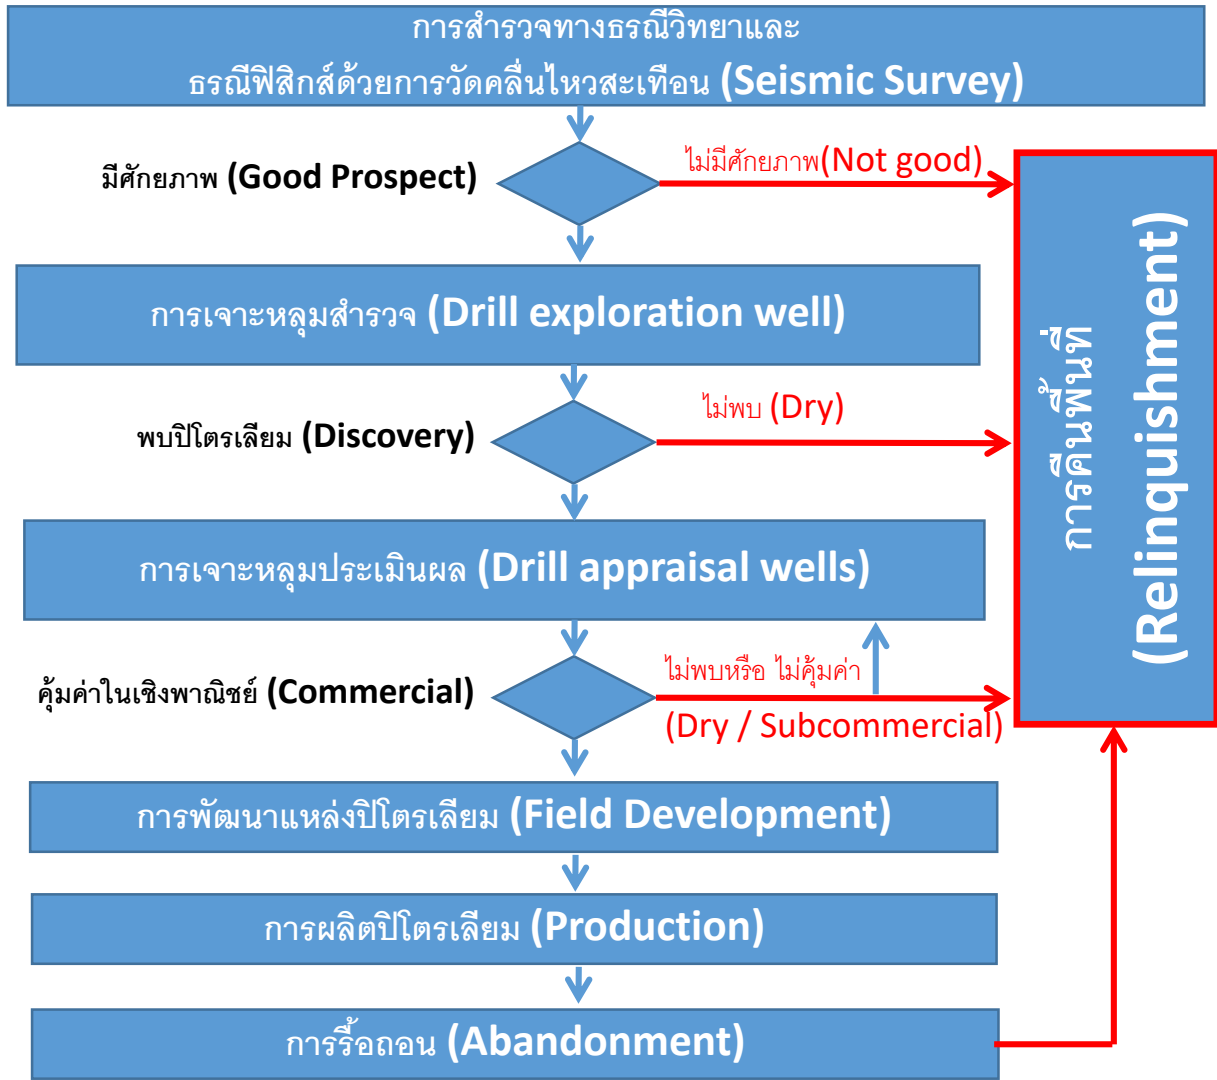 การสำรวจทางธรณีวิทยาและ
ธรณีฟิสิกส์ด้วยการวัดคลื่นไหวสะเทือน (Seismic Survey)
มีศักยภาพ (Good Prospect)
ไม่มีศักยภาพ(Not good)
การเจาะหลุมสำรวจ (Drill exploration well)
พบปิโตรเลียม (Discovery)
ไม่พบ (Dry)
การเจาะหลุมประเมินผล (Drill appraisal wells)
คุ้มค่าในเชิงพาณิชย์ (Commercial)
ไม่พบหรือ ไม่คุ้มค่า
(Dry / Subcommercial)
การพัฒนาแหล่งปิโตรเลียม (Field Development)
การผลิตปิโตรเลียม (Production)
การรื้อถอน (Abandonment)
การคืนพื้นที่
(Relinquishment)